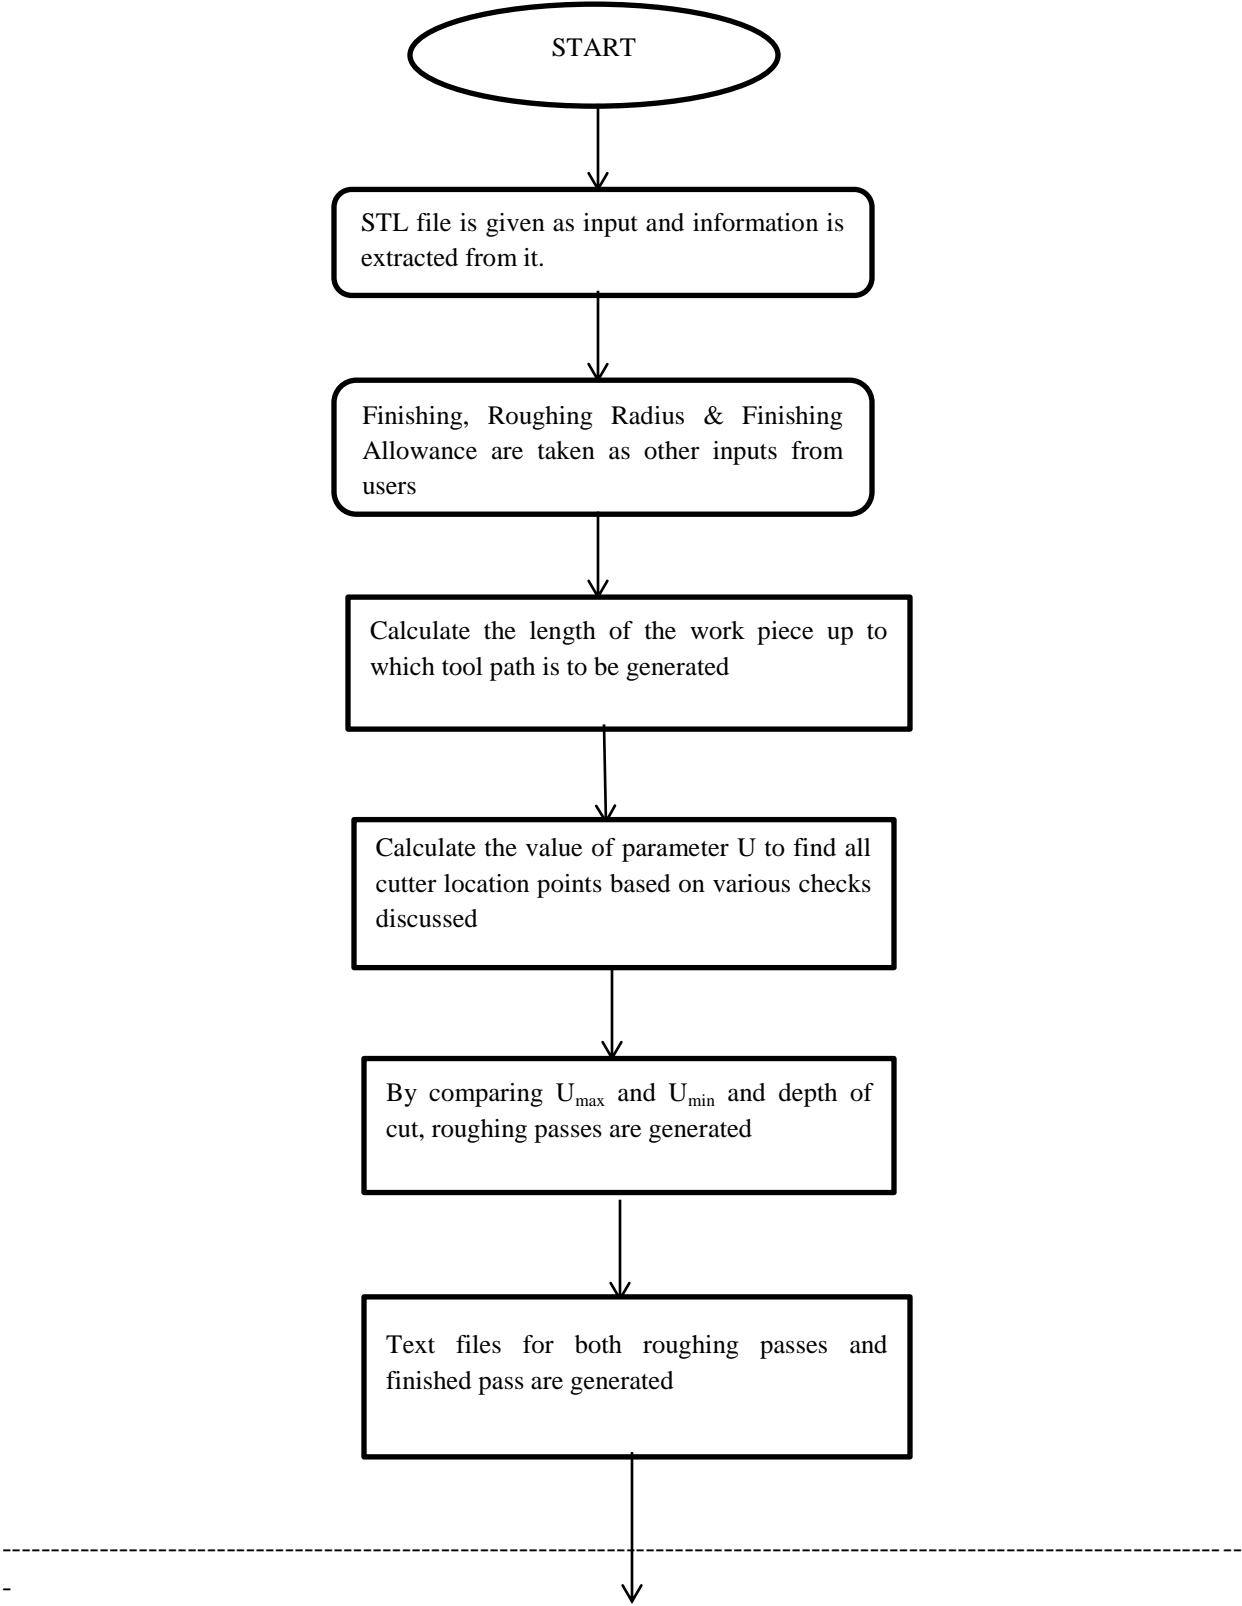 START
STL file is given as input and information is
extracted from it.
Finishing, Roughing Radius & Finishing
Allowance are taken as other inputs from
users
Calculate the length of the work piece up to
which tool path is to be generated
Calculate the value of parameter U to find all
cutter location points based on various checks
discussed
By comparing Umax and Umin and depth of
cut, roughing passes are generated
Text files for both roughing passes and
finished pass are generated